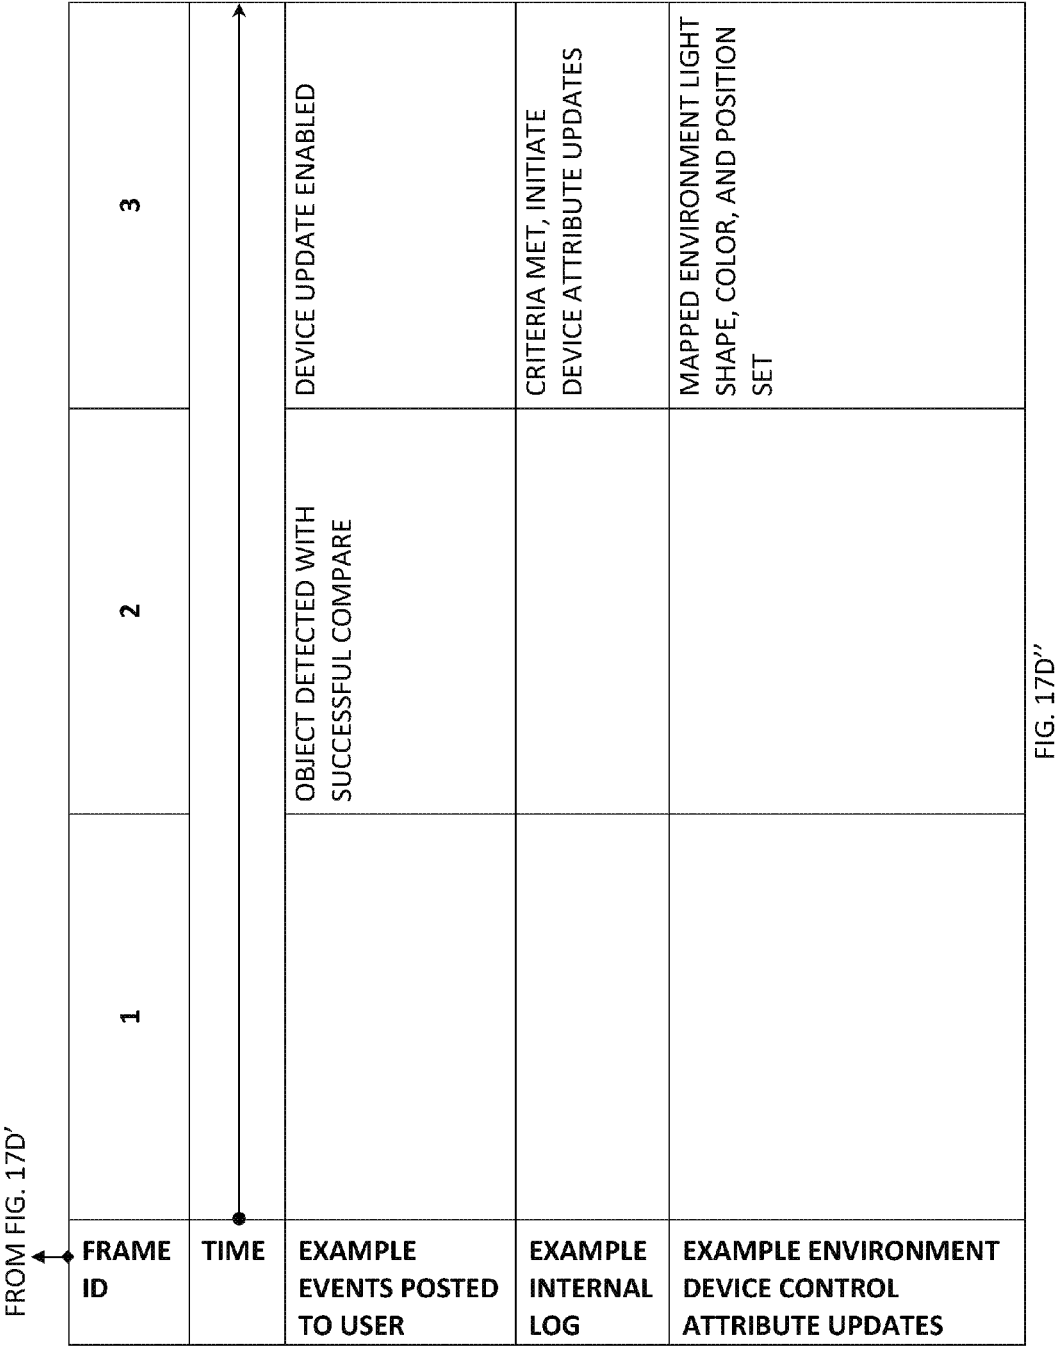 FROM FIG. 17D′
FRAME
ID
1
2
3
TIME
EXAMPLE
EVENTS POSTED
TO USER
OBJECT DETECTED WITH
SUCCESSFUL COMPARE
DEVICE UPDATE ENABLED
EXAMPLE
INTERNAL
LOG
CRITERIA MET, INITIATE
DEVICE ATTRIBUTE UPDATES
EXAMPLE ENVIRONMENT
DEVICE CONTROL
ATTRIBUTE UPDATES
MAPPED ENVIRONMENT LIGHT
SHAPE, COLOR, AND POSITION
SET
FIG. 17D′′